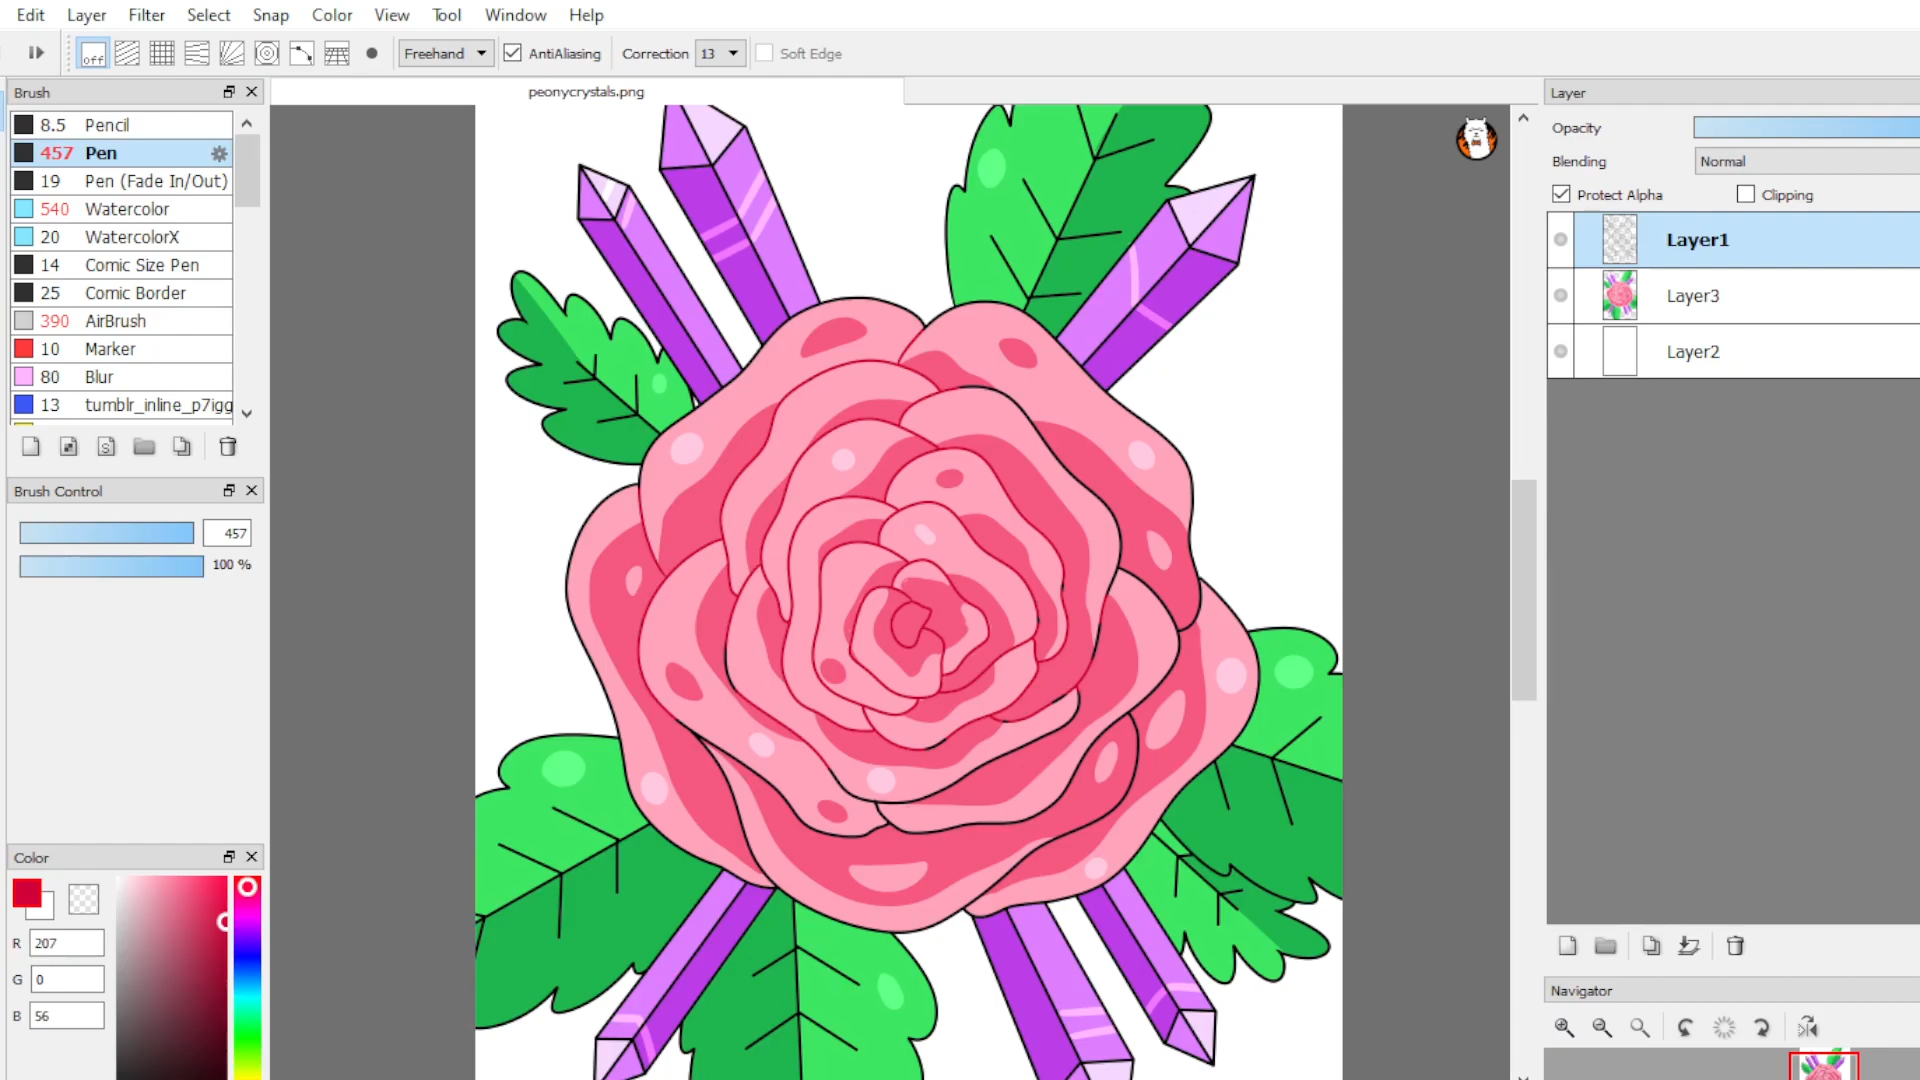 Edit Layer Filter Select Snap Color View Tool Window Help
off Freehand AntiAliasing Correction 13 Soft Edge
Brush
peonycrystals.png
Layer
8.5 Pencil
457 Pen
19 Pen (Fade In/Out)
540 Watercolor
20 WatercolorX
14 Comic Size Pen
25 Comic Border
390 AirBrush
10 Marker
80 Blur
13 tumblr_inline_p7igg
Opacity
Blending Normal
Protect Alpha Clipping
Layer1
Layer3
Layer2
Brush Control
457
100 %
Color
R 207
G 0
B 56
Navigator